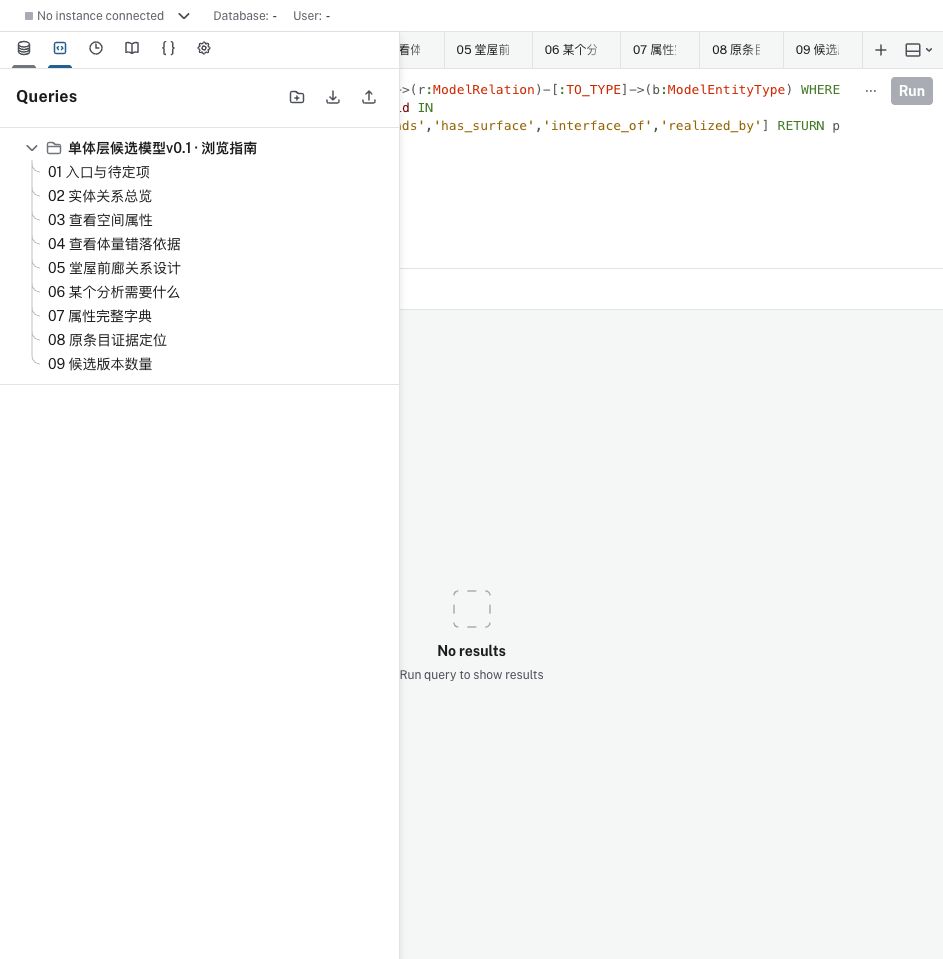 No instance connected Database: - User: -
05 堂屋前 06 某个分 07 属性 08 原条 09 候选
Queries
->(r:ModelRelation)-[:TO_TYPE]->(b:ModelEntityType) WHERE
IN
'has_surface','interface_of','realized_by'] RETURN p
... Run
单体层候选模型v0.1 · 浏览指南
01 入口与待定项
02 实体关系总览
03 查看空间属性
04 查看体量错落依据
05 堂屋前廊关系设计
06 某个分析需要什么
07 属性完整字典
08 原条目证据定位
09 候选版本数量
No results
Run query to show results